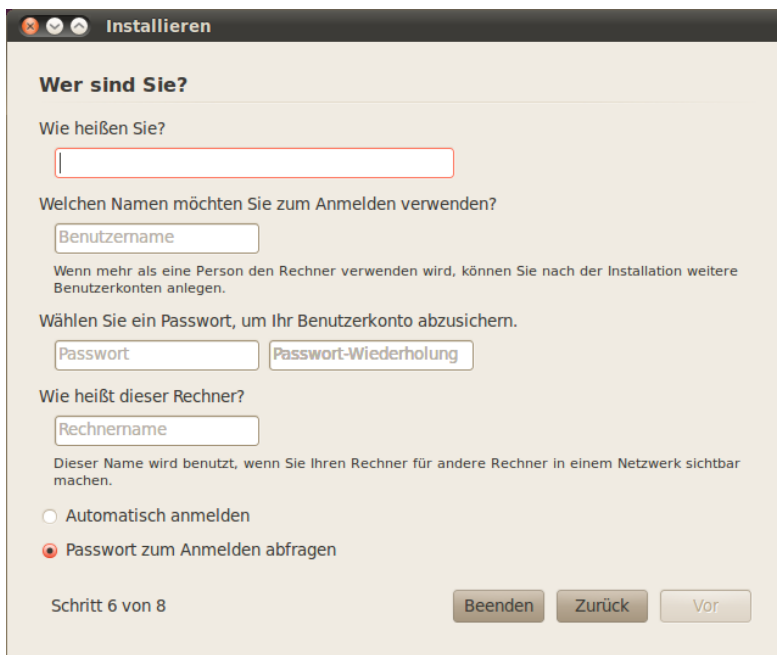 Installieren
Wer sind Sie?
Wie heißen Sie?
Welchen Namen möchten Sie zum Anmelden verwenden?
Benutzername
Wenn mehr als eine Person den Rechner verwenden wird, können Sie nach der Installation weitere
Benutzerkonten anlegen.
Wählen Sie ein Passwort, um Ihr Benutzerkonto abzusichern.
Passwort Passwort-Wiederholung
Wie heißt dieser Rechner?
Rechnername
Dieser Name wird benutzt, wenn Sie Ihren Rechner für andere Rechner in einem Netzwerk sichtbar
machen.
Automatisch anmelden
Passwort zum Anmelden abfragen
Schritt 6 von 8 Beenden Zurück Vor